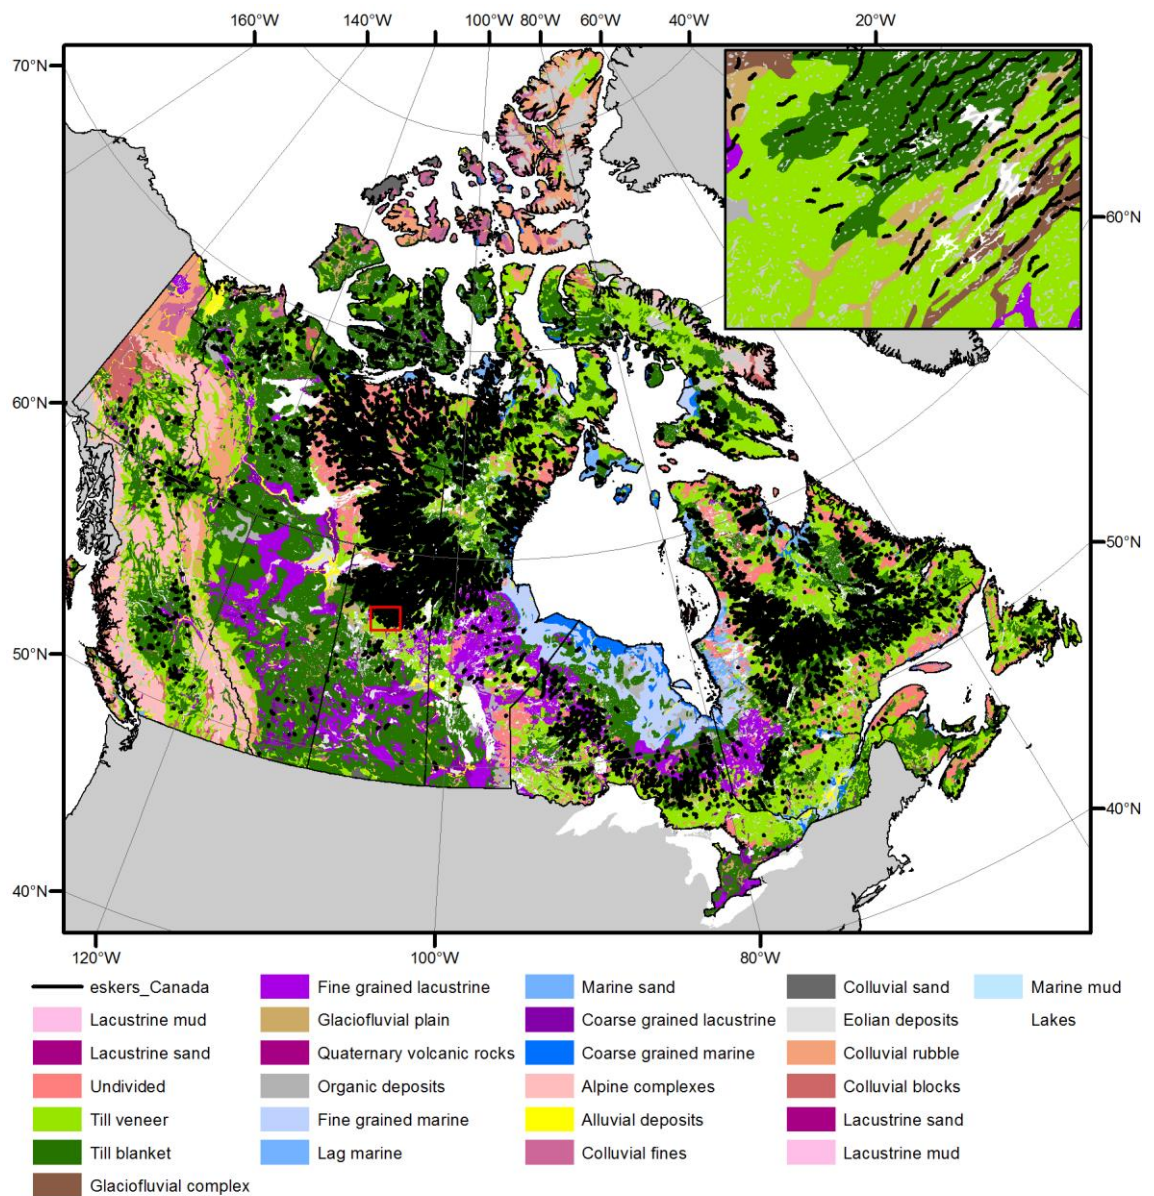 160°W 140°W 100°W 80°W 60°W 40°W 20°W
70°N
60°N
60°N
50°N
50°N
40°N
40°N
120°W 100°W 80°W
eskers_Canada Fine grained lacustrine Marine sand Colluvial sand Marine mud
Lacustrine mud Glaciofluvial plain Coarse grained lacustrine Eolian deposits Lakes
Lacustrine sand Quaternary volcanic rocks Coarse grained marine Colluvial rubble
Undivided Organic deposits Alpine complexes Colluvial blocks
Till veneer Fine grained marine Alluvial deposits Lacustrine sand
Till blanket Lag marine Colluvial fines Lacustrine mud
Glaciofluvial complex